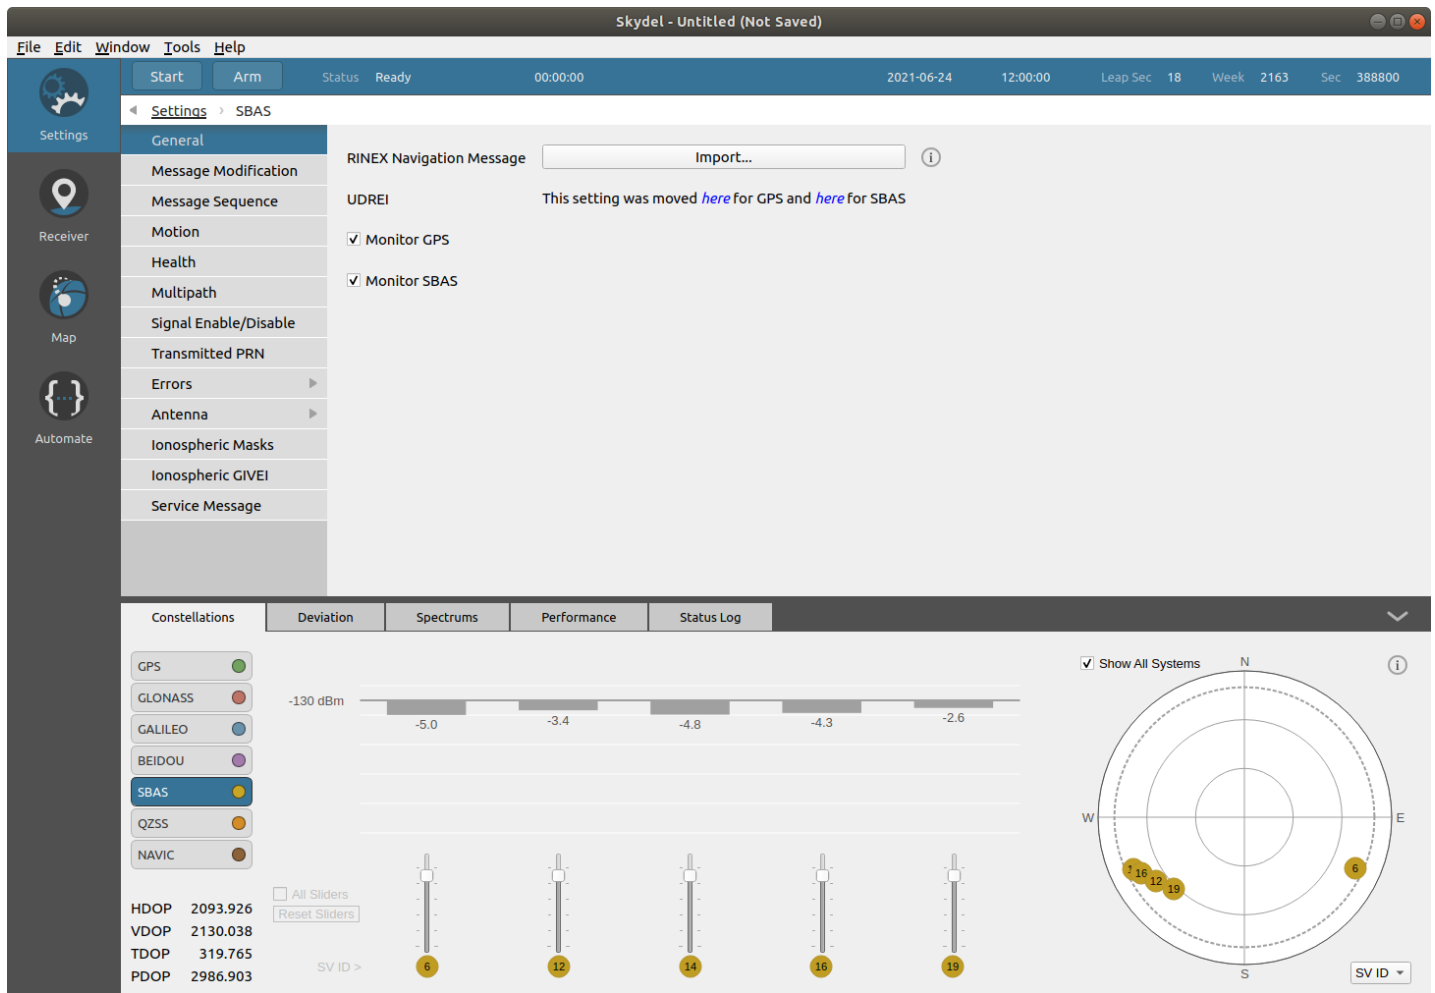 Skydel - Untitled (Not Saved)
File Edit Window Tools Help
Start Arm Status Ready 00:00:00 2021-06-24 12:00:00 Leap Sec 18 Week 2163 Sec 388800
Settings › SBAS
Settings
Receiver
Map
Automate
General
Message Modification
Message Sequence
Motion
Health
Multipath
Signal Enable/Disable
Transmitted PRN
Errors
Antenna
Ionospheric Masks
Ionospheric GIVEI
Service Message
RINEX Navigation Message Import...
UDREI This setting was moved here for GPS and here for SBAS
Monitor GPS
Monitor SBAS
Constellations Deviation Spectrums Performance Status Log
GPS
GLONASS
GALILEO
BEIDOU
SBAS
QZSS
NAVIC
HDOP 2093.926
VDOP 2130.038
TDOP 319.765
PDOP 2986.903
-130 dBm
-5.0 -3.4 -4.8 -4.3 -2.6
All Sliders
Reset Sliders
SV ID > 6 12 14 16 19
Show All Systems
N
W E
16 12 19 6
S
SV ID